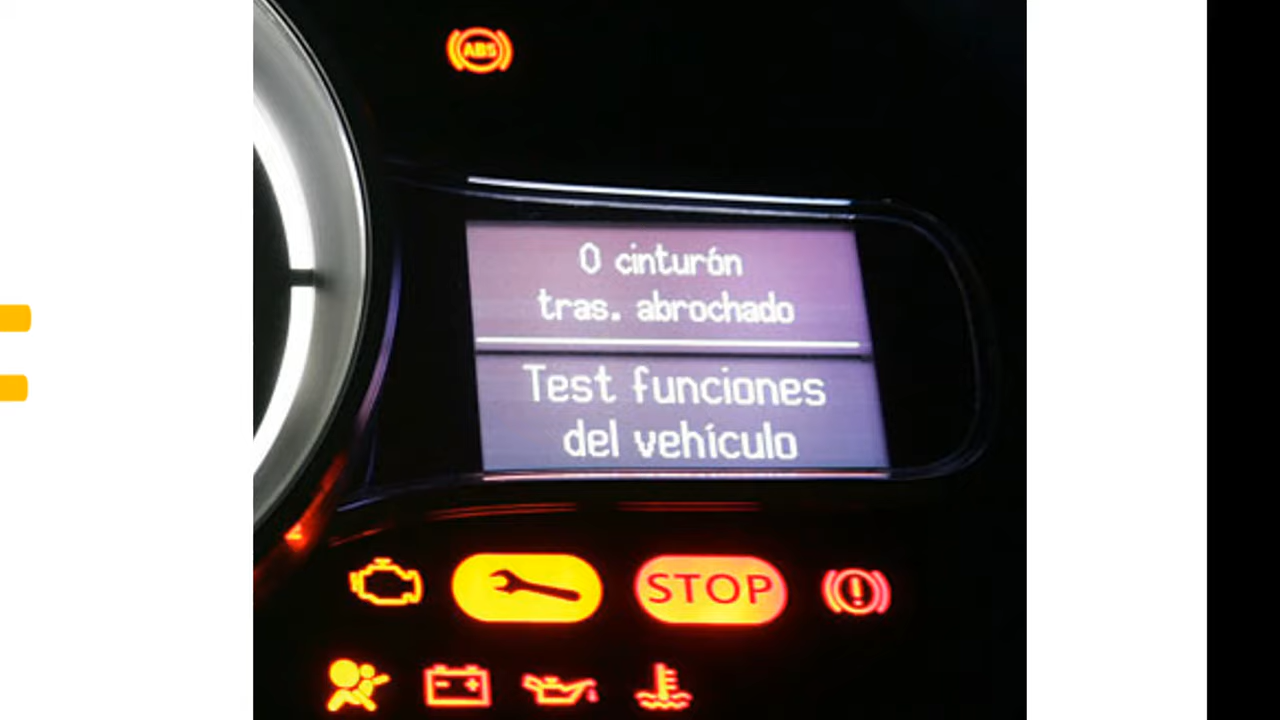 ABS
0 cinturón
tras. abrochado
Test funciones
del vehículo
STOP